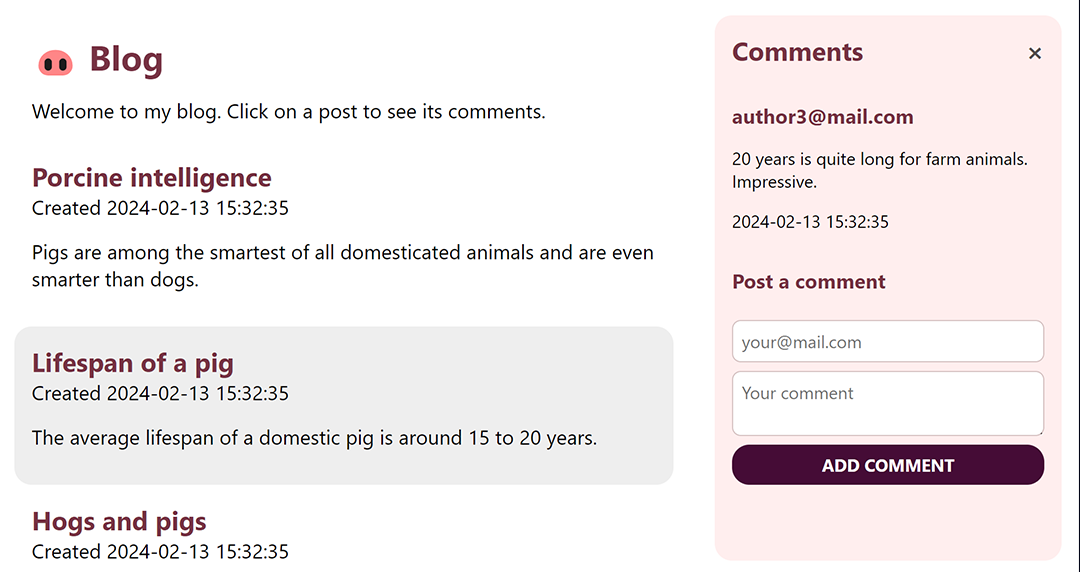 Blog
Welcome to my blog. Click on a post to see its comments.
Porcine intelligence
Created 2024-02-13 15:32:35
Pigs are among the smartest of all domesticated animals and are even
smarter than dogs.
Lifespan of a pig
Created 2024-02-13 15:32:35
The average lifespan of a domestic pig is around 15 to 20 years.
Hogs and pigs
Created 2024-02-13 15:32:35
Comments
×
author3@mail.com
20 years is quite long for farm animals.
Impressive.
2024-02-13 15:32:35
Post a comment
your@mail.com
Your comment
ADD COMMENT